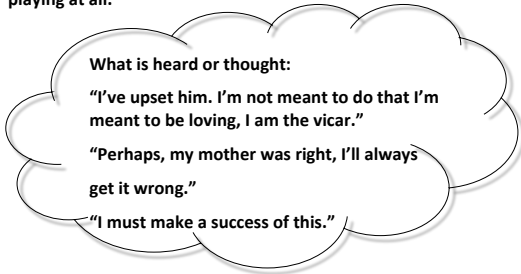 playing at all.
What is heard or thought:
“I’ve upset him. I’m not meant to do that I’m
meant to be loving, I am the vicar.”
“Perhaps, my mother was right, I’ll always
get it wrong.”
“I must make a success of this.”